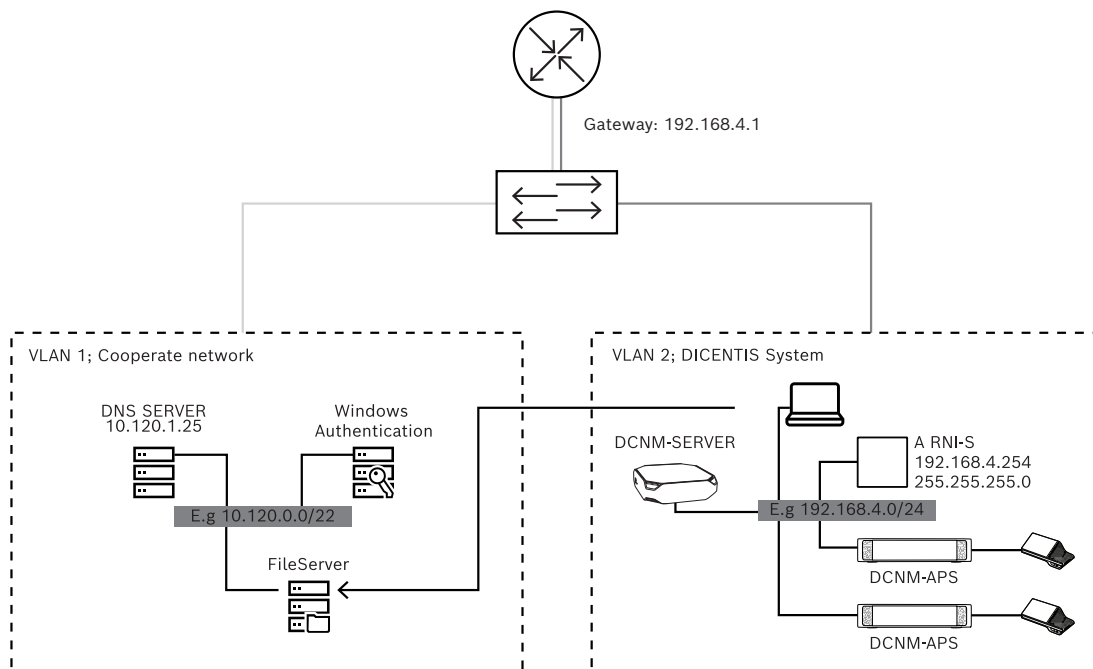 Gateway: 192.168.4.1
VLAN 1; Cooperate network
DNS SERVER
10.120.1.25
Windows
Authentication
E.g 10.120.0.0/22
FileServer
VLAN 2; DICENTIS System
DCNM-SERVER
A RNI-S
192.168.4.254
255.255.255.0
E.g 192.168.4.0/24
DCNM-APS
DCNM-APS